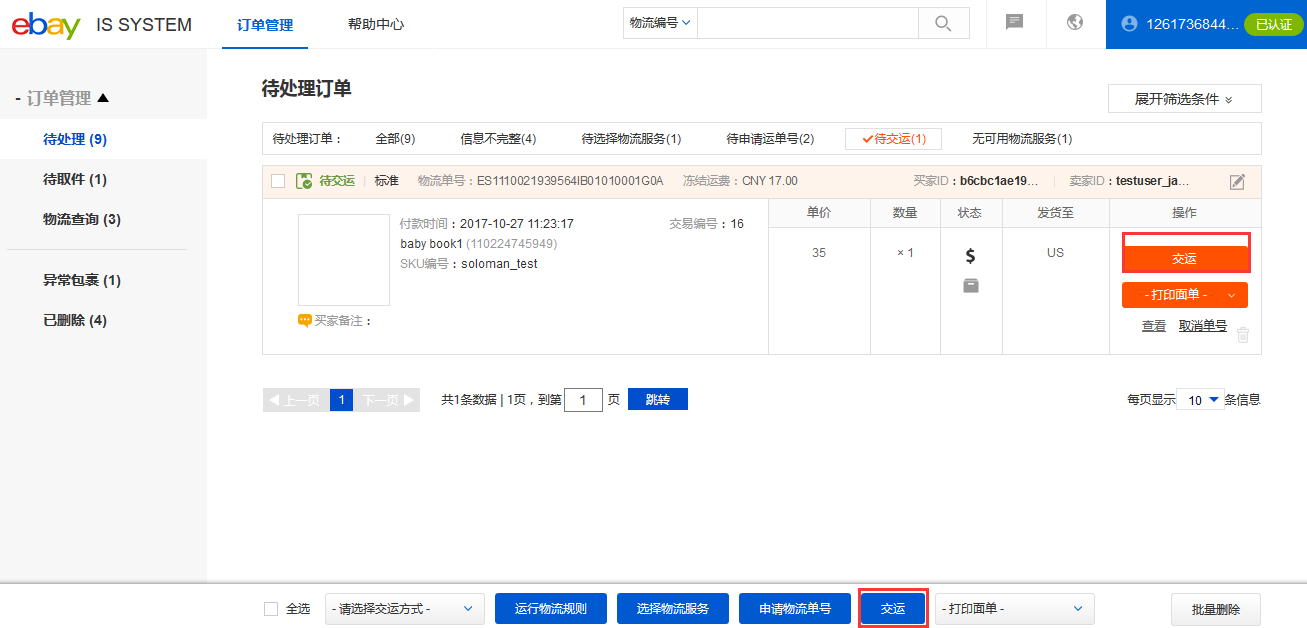 ebay IS SYSTEM 订单管理 帮助中心 物流编号 1261736844... 已认证
- 订单管理
待处理 (9)
待取件 (1)
物流查询 (3)
异常包裹 (1)
已删除 (4)
待处理订单
展开筛选条件
待处理订单： 全部(9) 信息不完整(4) 待选择物流服务(1) 待申请运单号(2) 待交运(1) 无可用物流服务(1)
待交运 标准 物流单号：ES1110021939564IB01010001G0A 冻结运费：CNY 17.00 买家ID：b6cbc1ae19... 卖家ID：testuser_ja...
单价 数量 状态 发货至 操作
付款时间：2017-10-27 11:23:17 交易编号：16
baby book1 (110224745949)
SKU编号：soloman_test
35 × 1 $ US
交运
- 打印面单 -
查看 取消单号
买家备注：
上一页 1 下一页 共1条数据 | 1页，到第 1 页 跳转 每页显示 10 条信息
全选 - 请选择交运方式 - 运行物流规则 选择物流服务 申请物流单号 交运 - 打印面单 - 批量删除